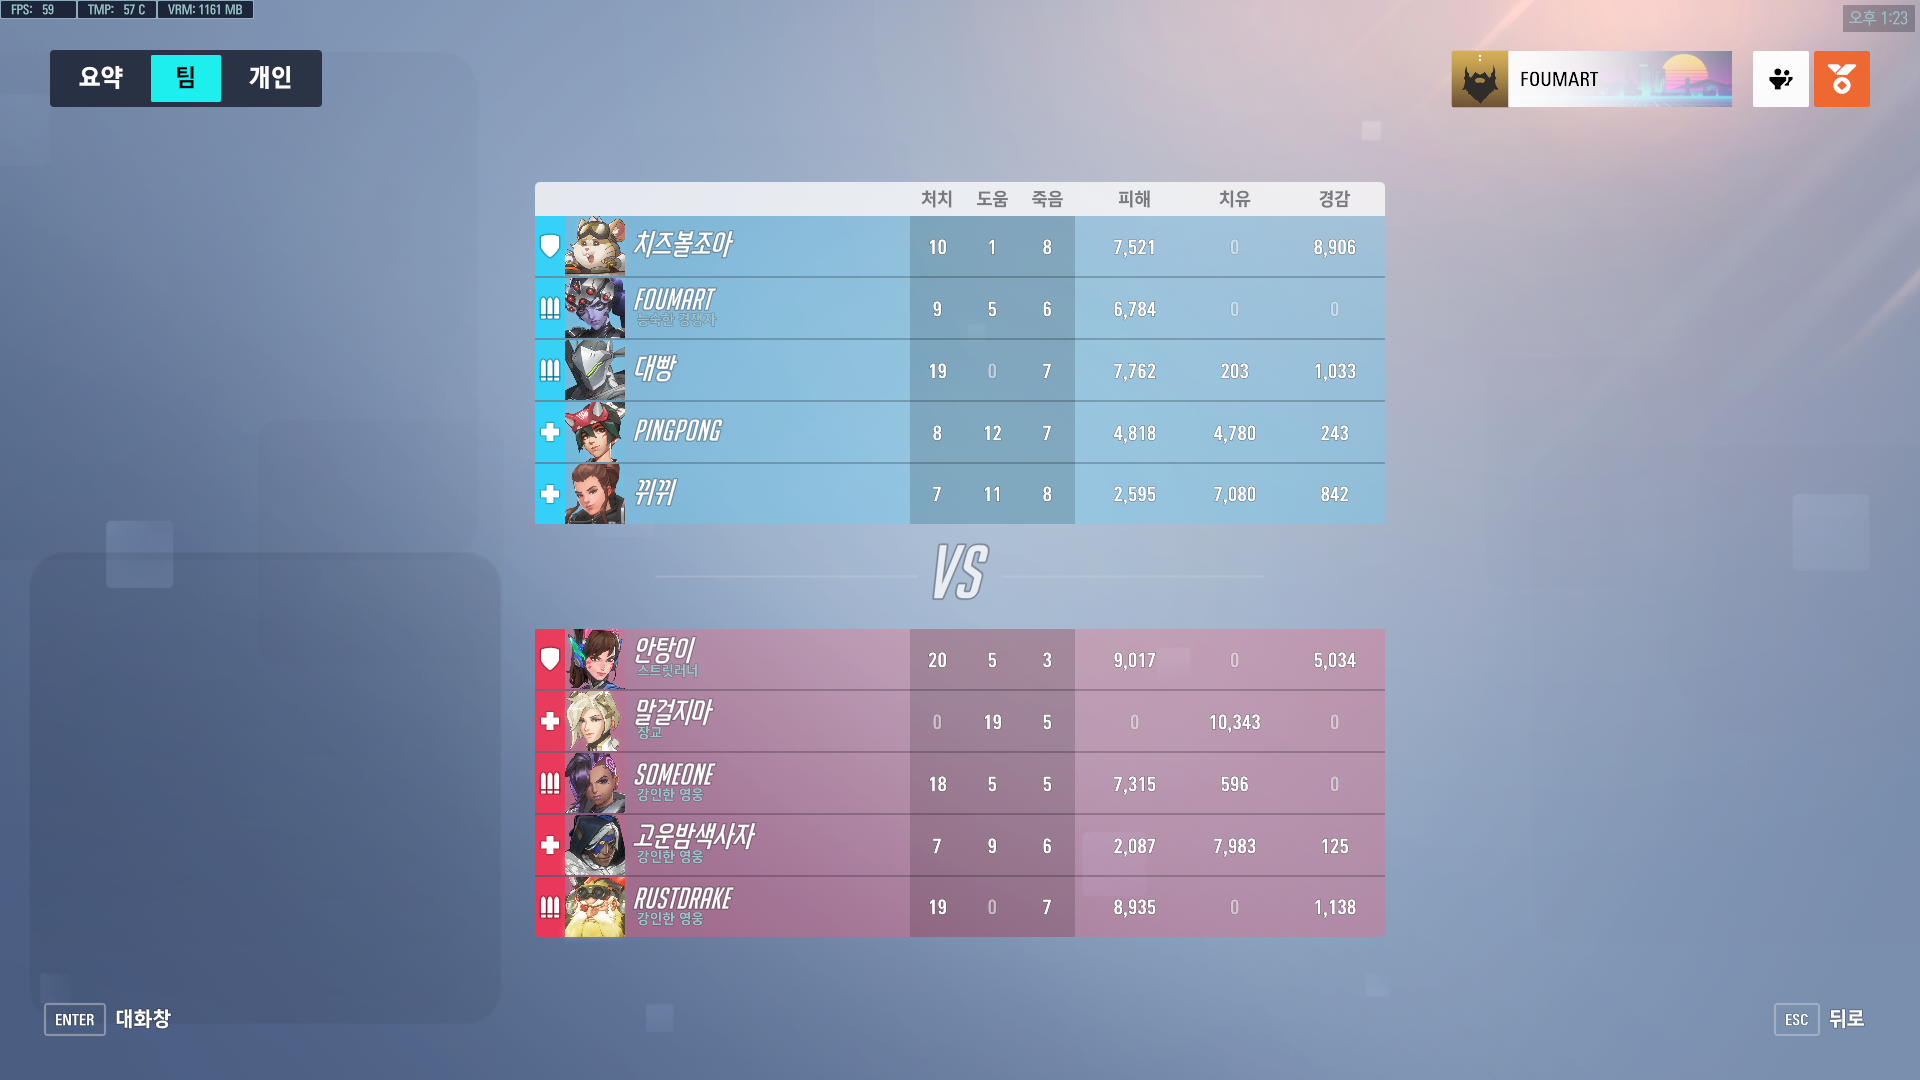 FPS: 59 TMP: 57 C VRM: 1161 MB
오후 1:23
요약 팀 개인
FOUMART
처치 도움 죽음 피해 치유 경감
치즈볼조아 10 1 8 7,521 0 8,906
FOUMART 9 5 6 6,784 0 0
능숙한 경쟁자
대빵 19 0 7 7,762 203 1,033
PINGPONG 8 12 7 4,818 4,780 243
뀌뀌 7 11 8 2,595 7,080 842
VS
안탕이 20 5 3 9,017 0 5,034
스트릿러너
말걸지마 0 19 5 0 10,343 0
장교
SOMEONE 18 5 5 7,315 596 0
강인한 영웅
고운밤색사자 7 9 6 2,087 7,983 125
강인한 영웅
RUSTDRAKE 19 0 7 8,935 0 1,138
강인한 영웅
ENTER 대화창
ESC 뒤로